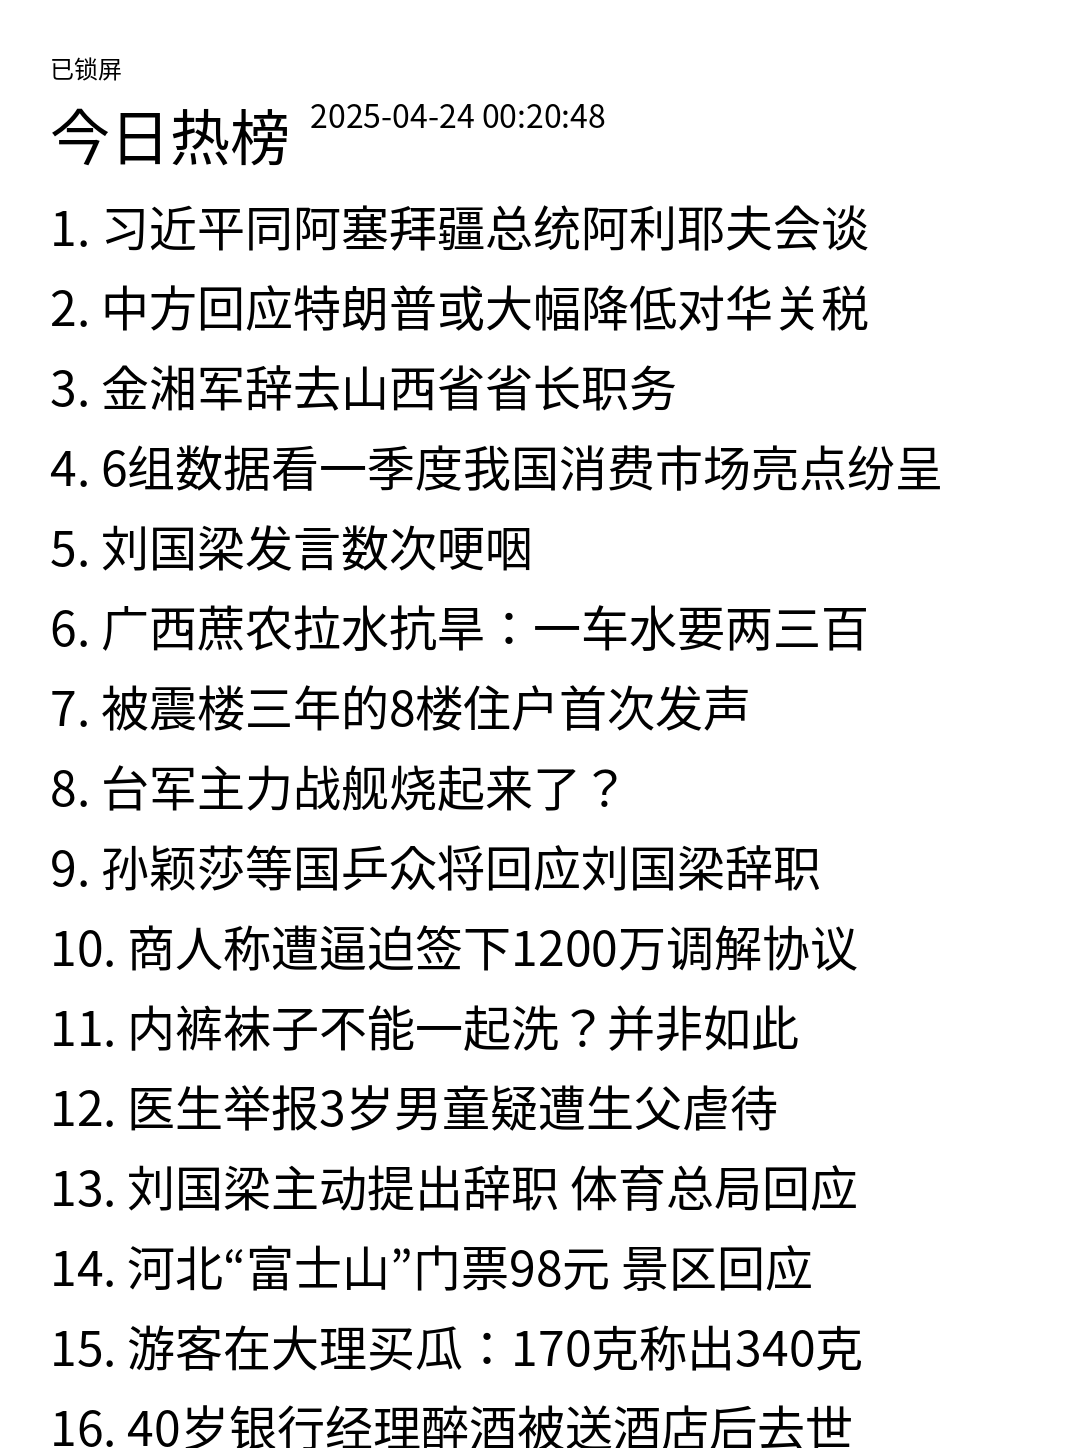 已锁屏
今日热榜 2025-04-24 00:20:48
1. 习近平同阿塞拜疆总统阿利耶夫会谈
2. 中方回应特朗普或大幅降低对华关税
3. 金湘军辞去山西省省长职务
4. 6组数据看一季度我国消费市场亮点纷呈
5. 刘国梁发言数次哽咽
6. 广西蔗农拉水抗旱：一车水要两三百
7. 被震楼三年的8楼住户首次发声
8. 台军主力战舰烧起来了？
9. 孙颖莎等国乒众将回应刘国梁辞职
10. 商人称遭逼迫签下1200万调解协议
11. 内裤袜子不能一起洗？并非如此
12. 医生举报3岁男童疑遭生父虐待
13. 刘国梁主动提出辞职 体育总局回应
14. 河北“富士山”门票98元 景区回应
15. 游客在大理买瓜：170克称出340克
16. 40岁银行经理醉酒被送酒店后去世